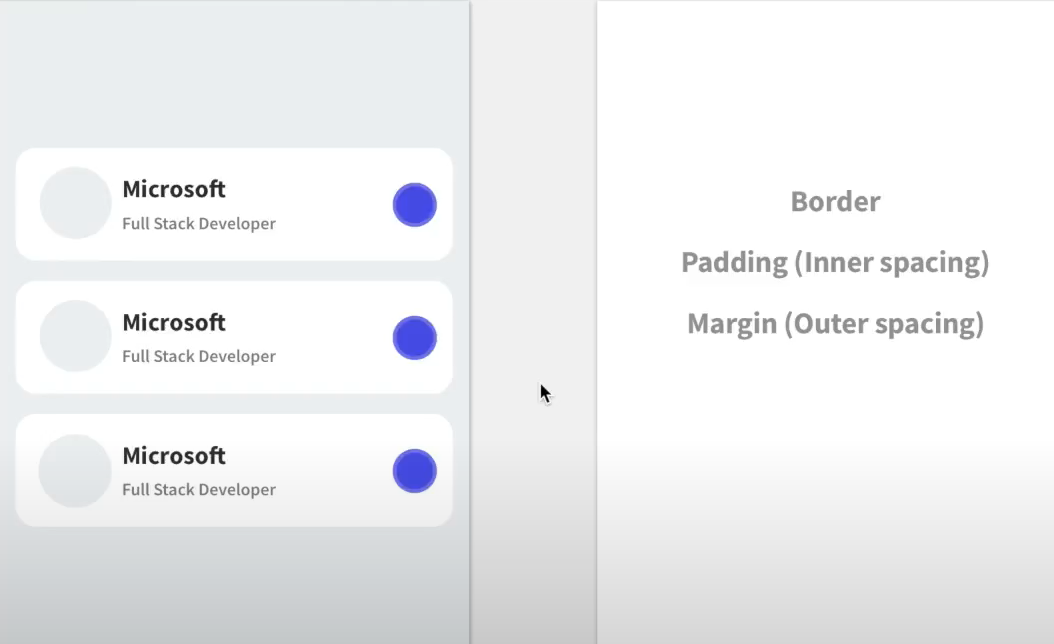 Microsoft
Full Stack Developer
Microsoft
Full Stack Developer
Microsoft
Full Stack Developer
Border
Padding (Inner spacing)
Margin (Outer spacing)